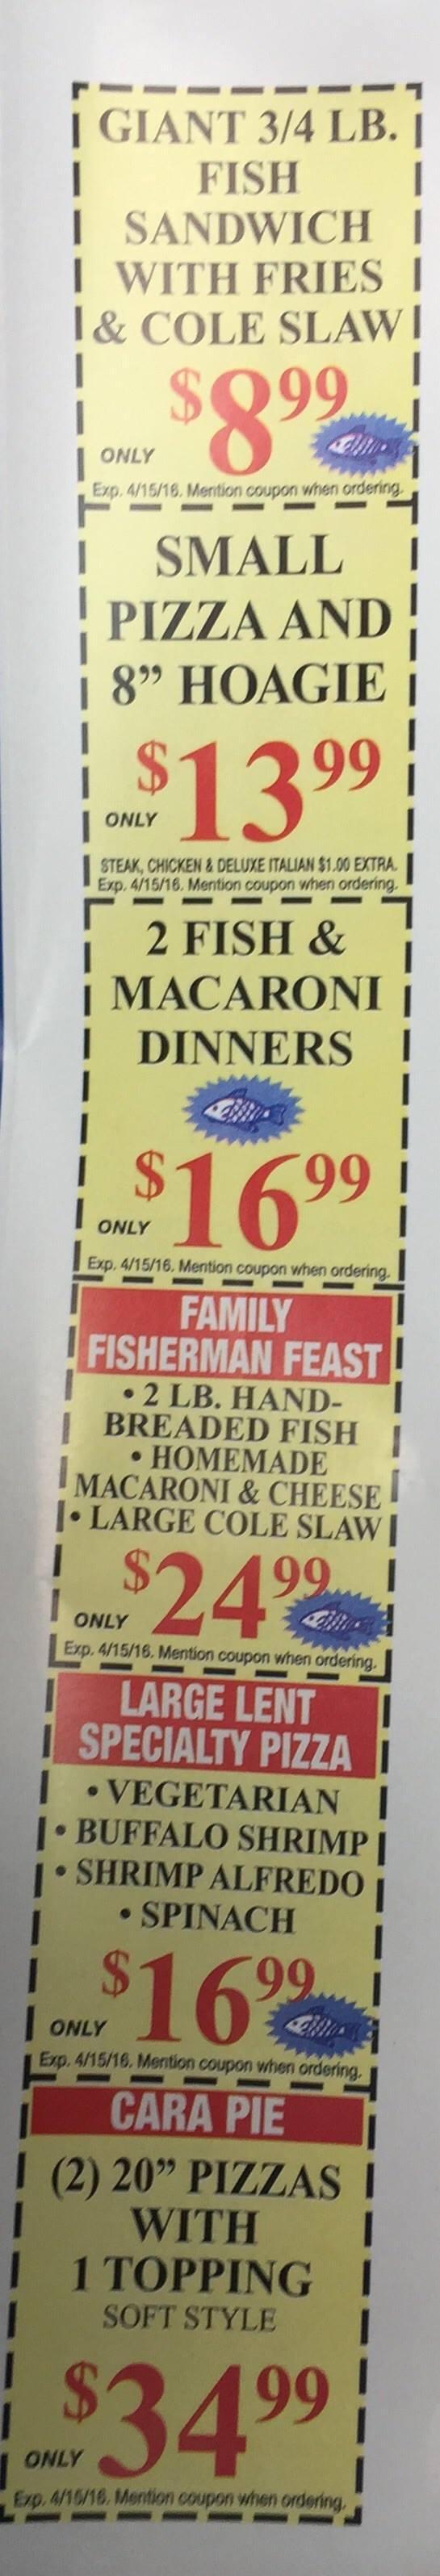 GIANT 3/4 LB.
FISH
SANDWICH
WITH FRIES
& COLE SLAW
ONLY $8.99
Exp. 4/15/16. Mention coupon when ordering.
SMALL
PIZZA AND
8” HOAGIE
ONLY $13.99
STEAK, CHICKEN & DELUXE ITALIAN $1.00 EXTRA.
Exp. 4/15/16. Mention coupon when ordering.
2 FISH &
MACARONI
DINNERS
ONLY $16.99
Exp. 4/15/16. Mention coupon when ordering.
FAMILY
FISHERMAN FEAST
• 2 LB. HAND-
BREADED FISH
• HOMEMADE
MACARONI & CHEESE
• LARGE COLE SLAW
ONLY $24.99
Exp. 4/15/16. Mention coupon when ordering.
LARGE LENT
SPECIALTY PIZZA
• VEGETARIAN
• BUFFALO SHRIMP
• SHRIMP ALFREDO
• SPINACH
ONLY $16.99
Exp. 4/15/16. Mention coupon when ordering.
CARA PIE
(2) 20” PIZZAS
WITH
1 TOPPING
SOFT STYLE
ONLY $34.99
Exp. 4/15/16. Mention coupon when ordering.